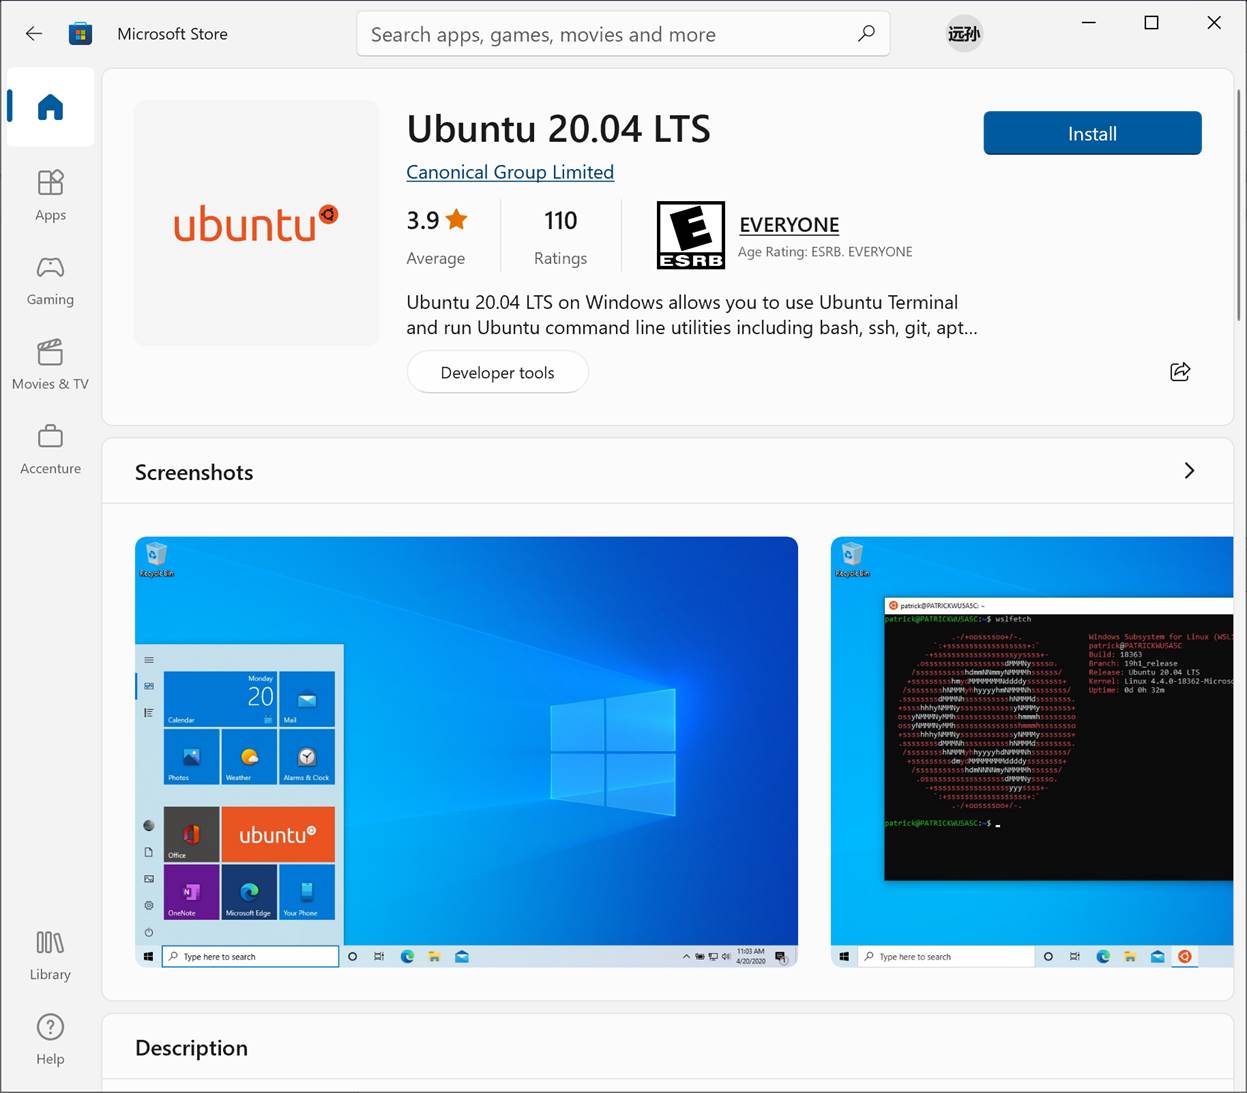 Microsoft Store
Search apps, games, movies and more
远孙
Apps
Gaming
Movies & TV
Accenture
Library
Help
ubuntu
Ubuntu 20.04 LTS
Install
Canonical Group Limited
3.9
Average
110
Ratings
E
ESRB
EVERYONE
Age Rating: ESRB. EVERYONE
Ubuntu 20.04 LTS on Windows allows you to use Ubuntu Terminal
and run Ubuntu command line utilities including bash, ssh, git, apt...
Developer tools
Screenshots
Recycle Bin
Monday
20
Calendar
Mail
Photos
Weather
Alarms & Clock
Office
ubuntu
OneNote
Microsoft Edge
Your Phone
Type here to search
11:03 AM
4/20/2020
Recycle Bin
patrick@PATRICKWU5A5C: ~
patrick@PATRICKWU5A5C:~$ wslfetch
Windows Subsystem for Linux (WSL
patrick@PATRICKWU5A5C
Build: 18363
Branch: 19h1_release
Release: Ubuntu 20.04 LTS
Kernel: Linux 4.4.0-18362-Micros
Uptime: 0d 0h 32m
patrick@PATRICKWU5A5C:~$
Type here to search
Description